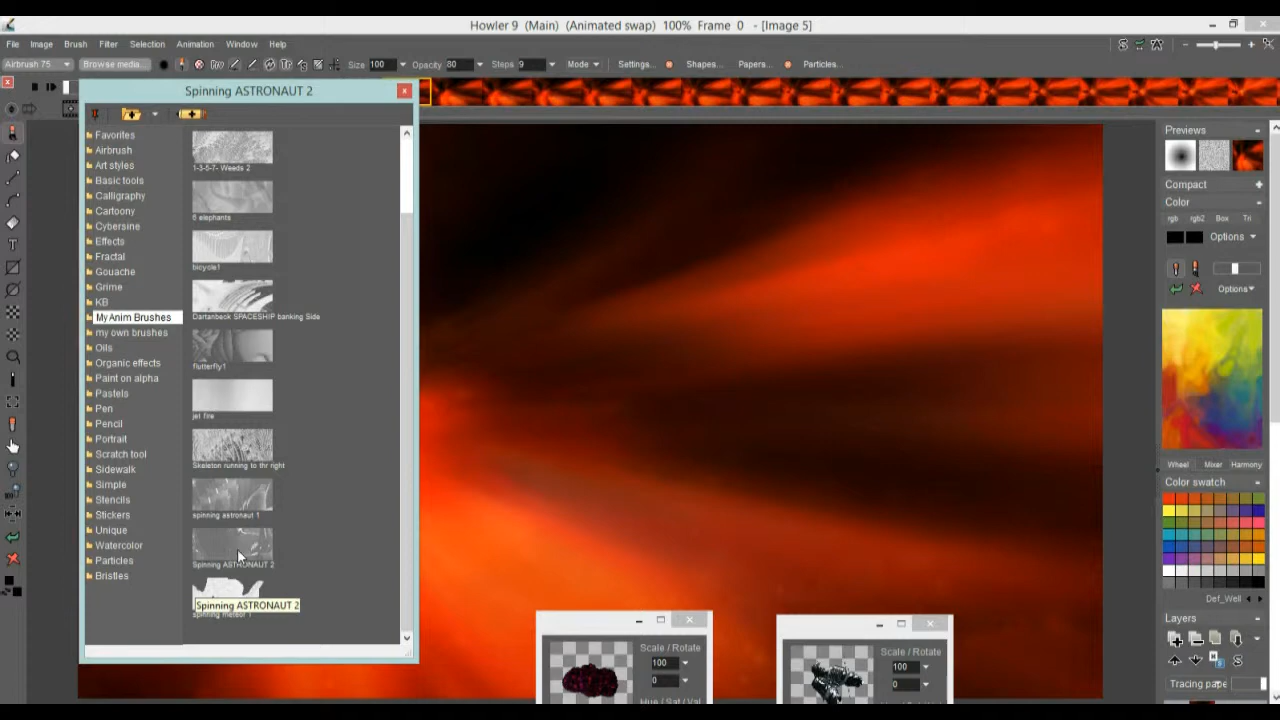 Howler 9 (Main) (Animated swap) 100% Frame 0 - [Image 5]
File Image Brush Filter Selection Animation Window Help
Airbrush 75 Browse media... Size 100 Opacity 80 Steps 9 Mode Settings... Shapes... Papers... Particles...
Spinning ASTRONAUT 2
Favorites
Airbrush
Art styles
Basic tools
Calligraphy
Cartoony
Cybersine
Effects
Fractal
Gouache
Grime
KB
My Anim Brushes
my own brushes
Oils
Organic effects
Paint on alpha
Pastels
Pen
Pencil
Portrait
Scratch tool
Sidewalk
Simple
Stencils
Stickers
Unique
Watercolor
Particles
Bristles
1-3-5-7- Weeds 2
6 elephants
bicycle1
Dartanbeck SPACESHIP banking Side
flutterfly1
jet fire
Skeleton running to thr right
spinning astronaut 1
Spinning ASTRONAUT 2
Spinning ASTRONAUT 2
spinning meteor 1
Scale / Rotate
100
0
Scale / Rotate
100
0
Previews
Compact
Color
rgb rgb2 Box Tri
Options
Options
Wheel Mixer Harmony
Color swatch
Def_Well
Layers
Tracing pape